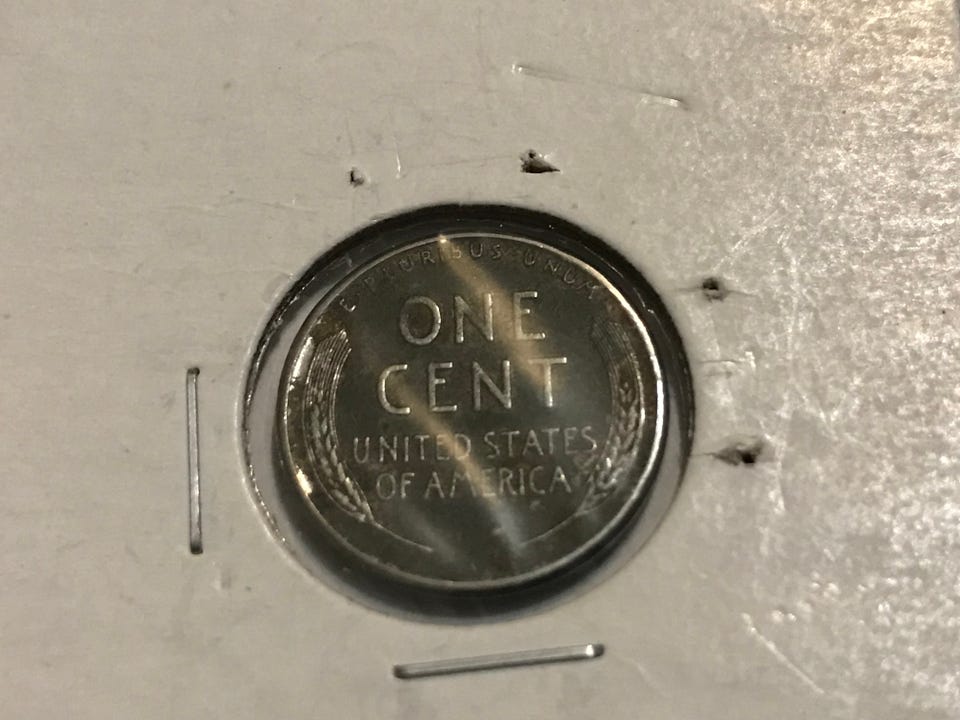 E·PLURIBUS·UNUM
ONE
CENT
UNITED STATES
OF AMERICA